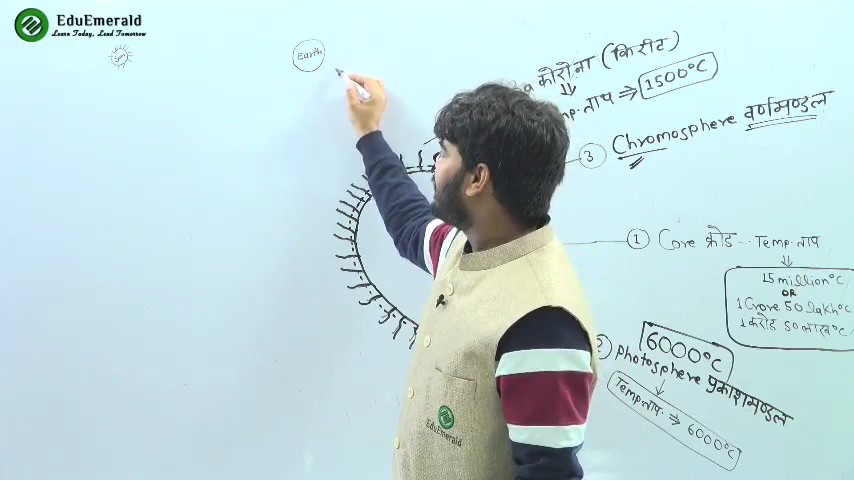 EduEmerald
Learn Today, Lead Tomorrow
Sun
Earth
कोरोना (किरीट)
ताप ⇒ 1500°C
3 Chromosphere वर्णमण्डल
1 Core क्रोड - Temp. ताप
15 million°C
OR
1 Crore 50 lakh°C
1 करोड 50 लाख°C
6000°C
2 photosphere प्रकाशमण्डल
Temp. ताप ⇒ 6000°C
EduEmerald